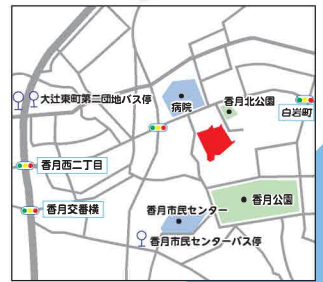 大辻東町第二団地バス停
病院
香月北公園
白岩町
香月西二丁目
香月公園
香月交番横
香月市民センター
香月市民センターバス停